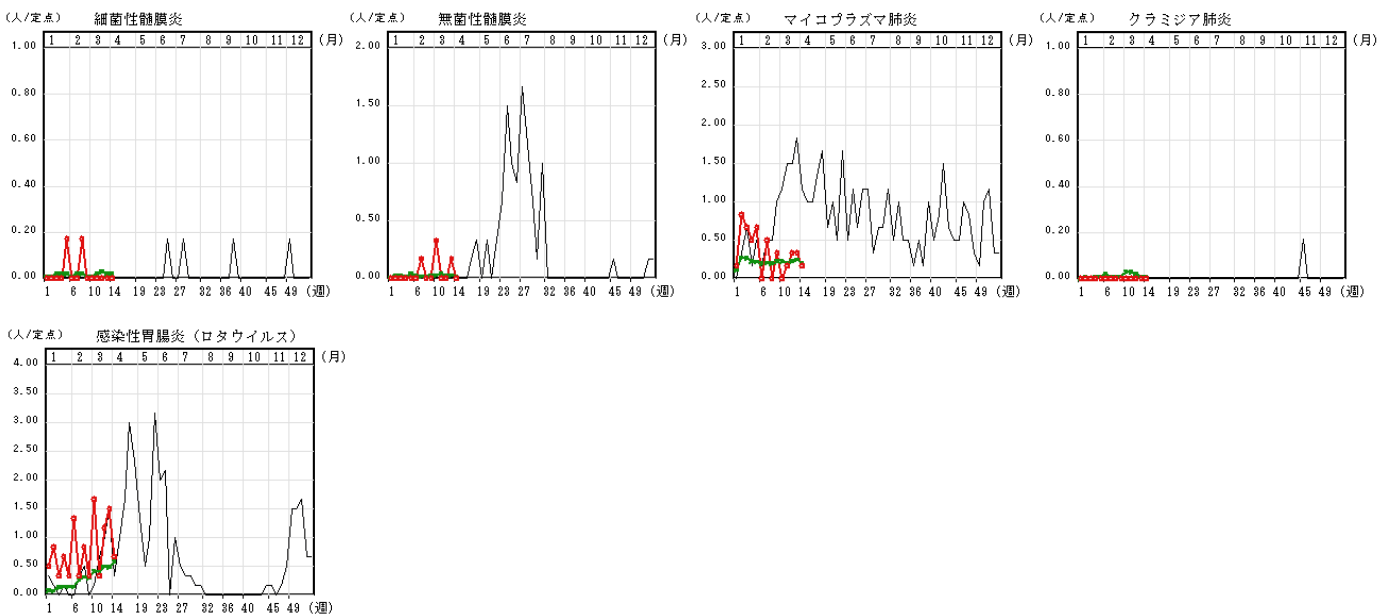 (人/定点) 細菌性髄膜炎
1.00 1 2 3 4 5 6 7 8 9 10 11 12 (月)
0.80
0.60
0.40
0.20
0.00
1 6 10 14 19 23 27 32 36 40 45 49 (週)
(人/定点) 無菌性髄膜炎
2.00 1 2 3 4 5 6 7 8 9 10 11 12 (月)
1.50
1.00
0.50
0.00
1 6 10 14 19 23 27 32 36 40 45 49 (週)
(人/定点) マイコプラズマ肺炎
3.00 1 2 3 4 5 6 7 8 9 10 11 12 (月)
2.50
2.00
1.50
1.00
0.50
0.00
1 6 10 14 19 23 27 32 36 40 45 49 (週)
(人/定点) クラミジア肺炎
1.00 1 2 3 4 5 6 7 8 9 10 11 12 (月)
0.80
0.60
0.40
0.20
0.00
1 6 10 14 19 23 27 32 36 40 45 49 (週)
(人/定点) 感染性胃腸炎（ロタウイルス）
4.00 1 2 3 4 5 6 7 8 9 10 11 12 (月)
3.50
3.00
2.50
2.00
1.50
1.00
0.50
0.00
1 6 10 14 19 23 27 32 36 40 45 49 (週)